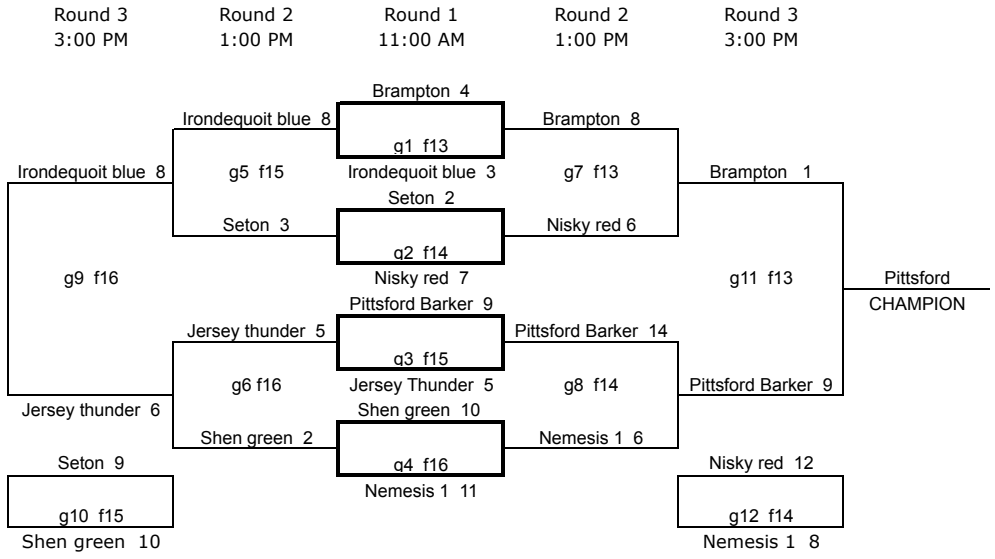 Round 3 Round 2 Round 1 Round 2 Round 3
3:00 PM 1:00 PM 11:00 AM 1:00 PM 3:00 PM
Brampton 4
Irondequoit blue 8 Brampton 8
g1 f13
Irondequoit blue 8 g5 f15 Irondequoit blue 3 g7 f13 Brampton 1
Seton 2
Seton 3 Nisky red 6
g2 f14
g9 f16 Nisky red 7 g11 f13 Pittsford
Pittsford Barker 9 CHAMPION
Jersey thunder 5 Pittsford Barker 14
g3 f15
g6 f16 Jersey Thunder 5 g8 f14 Pittsford Barker 9
Jersey thunder 6 Shen green 10
Shen green 2 Nemesis 1 6
Seton 9 g4 f16 Nisky red 12
Nemesis 1 11
g10 f15 g12 f14
Shen green 10 Nemesis 1 8